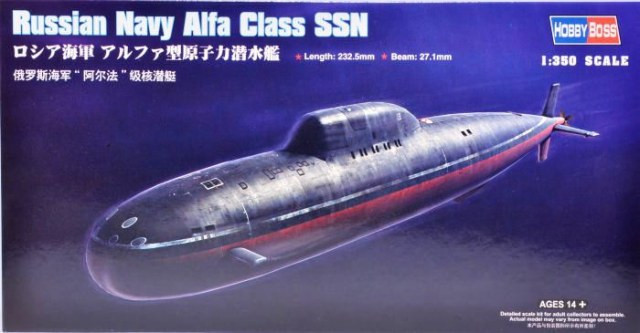 Russian Navy Alfa Class SSN
ロシア海軍 アルファ型原子力潜水艦
★ Length: 232.5mm ★ Beam: 27.1mm
俄罗斯海军“阿尔法”级核潜艇
HOBBY BOSS
1:350 SCALE
AGES 14 +
Detailed scale kit for adult collectors to assemble.
Actual model may vary from image on box.